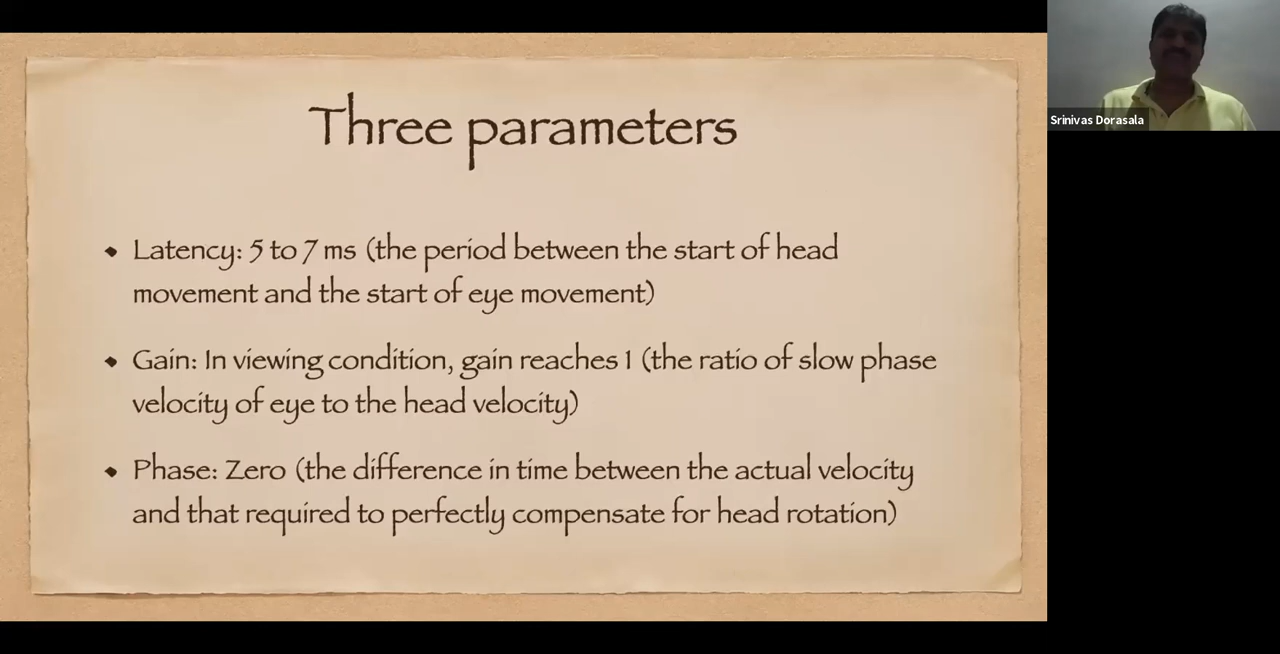 Three parameters
Latency: 5 to 7 ms (the period between the start of head
movement and the start of eye movement)
Gain: In viewing condition, gain reaches 1 (the ratio of slow phase
velocity of eye to the head velocity)
Phase: Zero (the difference in time between the actual velocity
and that required to perfectly compensate for head rotation)
Srinivas Dorasala